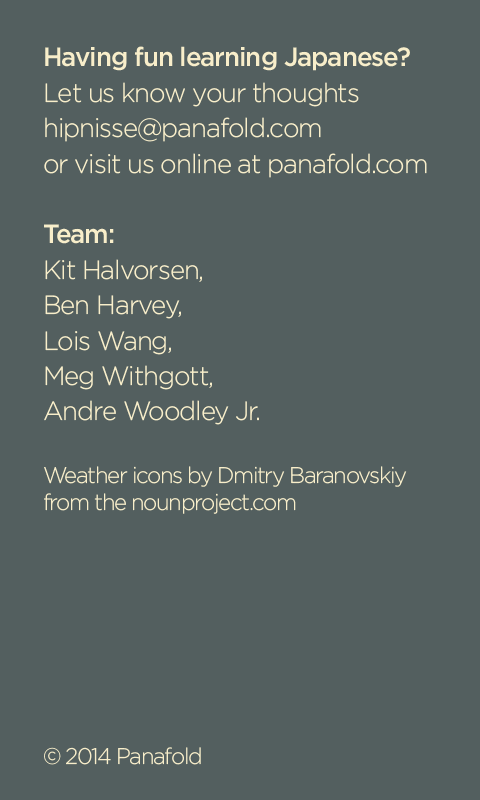 Having fun learning Japanese?
Let us know your thoughts
hipnisse@panafold.com
or visit us online at panafold.com
Team:
Kit Halvorsen,
Ben Harvey,
Lois Wang,
Meg Withgott,
Andre Woodley Jr.
Weather icons by Dmitry Baranovskiy
from the nounproject.com
© 2014 Panafold